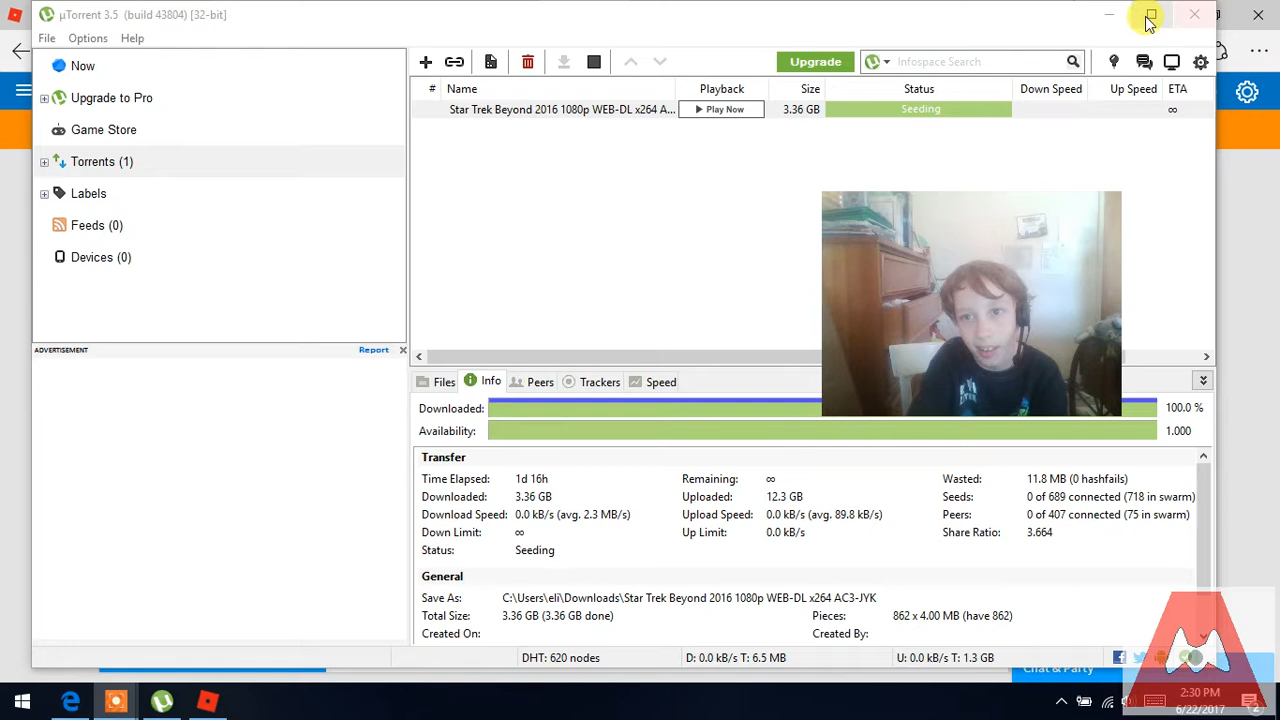 µTorrent 3.5 (build 43804) [32-bit]
File Options Help
Now
Upgrade to Pro
Game Store
Torrents (1)
Labels
Feeds (0)
Devices (0)
ADVERTISEMENT Report
Upgrade
Infospace Search
# Name Playback Size Status Down Speed Up Speed ETA
Star Trek Beyond 2016 1080p WEB-DL x264 A... Play Now 3.36 GB Seeding ∞
Files Info Peers Trackers Speed
Downloaded: 100.0 %
Availability: 1.000
Transfer
Time Elapsed: 1d 16h Remaining: ∞ Wasted: 11.8 MB (0 hashfails)
Downloaded: 3.36 GB Uploaded: 12.3 GB Seeds: 0 of 689 connected (718 in swarm)
Download Speed: 0.0 kB/s (avg. 2.3 MB/s) Upload Speed: 0.0 kB/s (avg. 89.8 kB/s) Peers: 0 of 407 connected (75 in swarm)
Down Limit: ∞ Up Limit: 0.0 kB/s Share Ratio: 3.664
Status: Seeding
General
Save As: C:\Users\eli\Downloads\Star Trek Beyond 2016 1080p WEB-DL x264 AC3-JYK
Total Size: 3.36 GB (3.36 GB done) Pieces: 862 x 4.00 MB (have 862)
Created On: Created By:
DHT: 620 nodes D: 0.0 kB/s T: 6.5 MB U: 0.0 kB/s T: 1.3 GB
Chat & Party
2:30 PM
6/22/2017